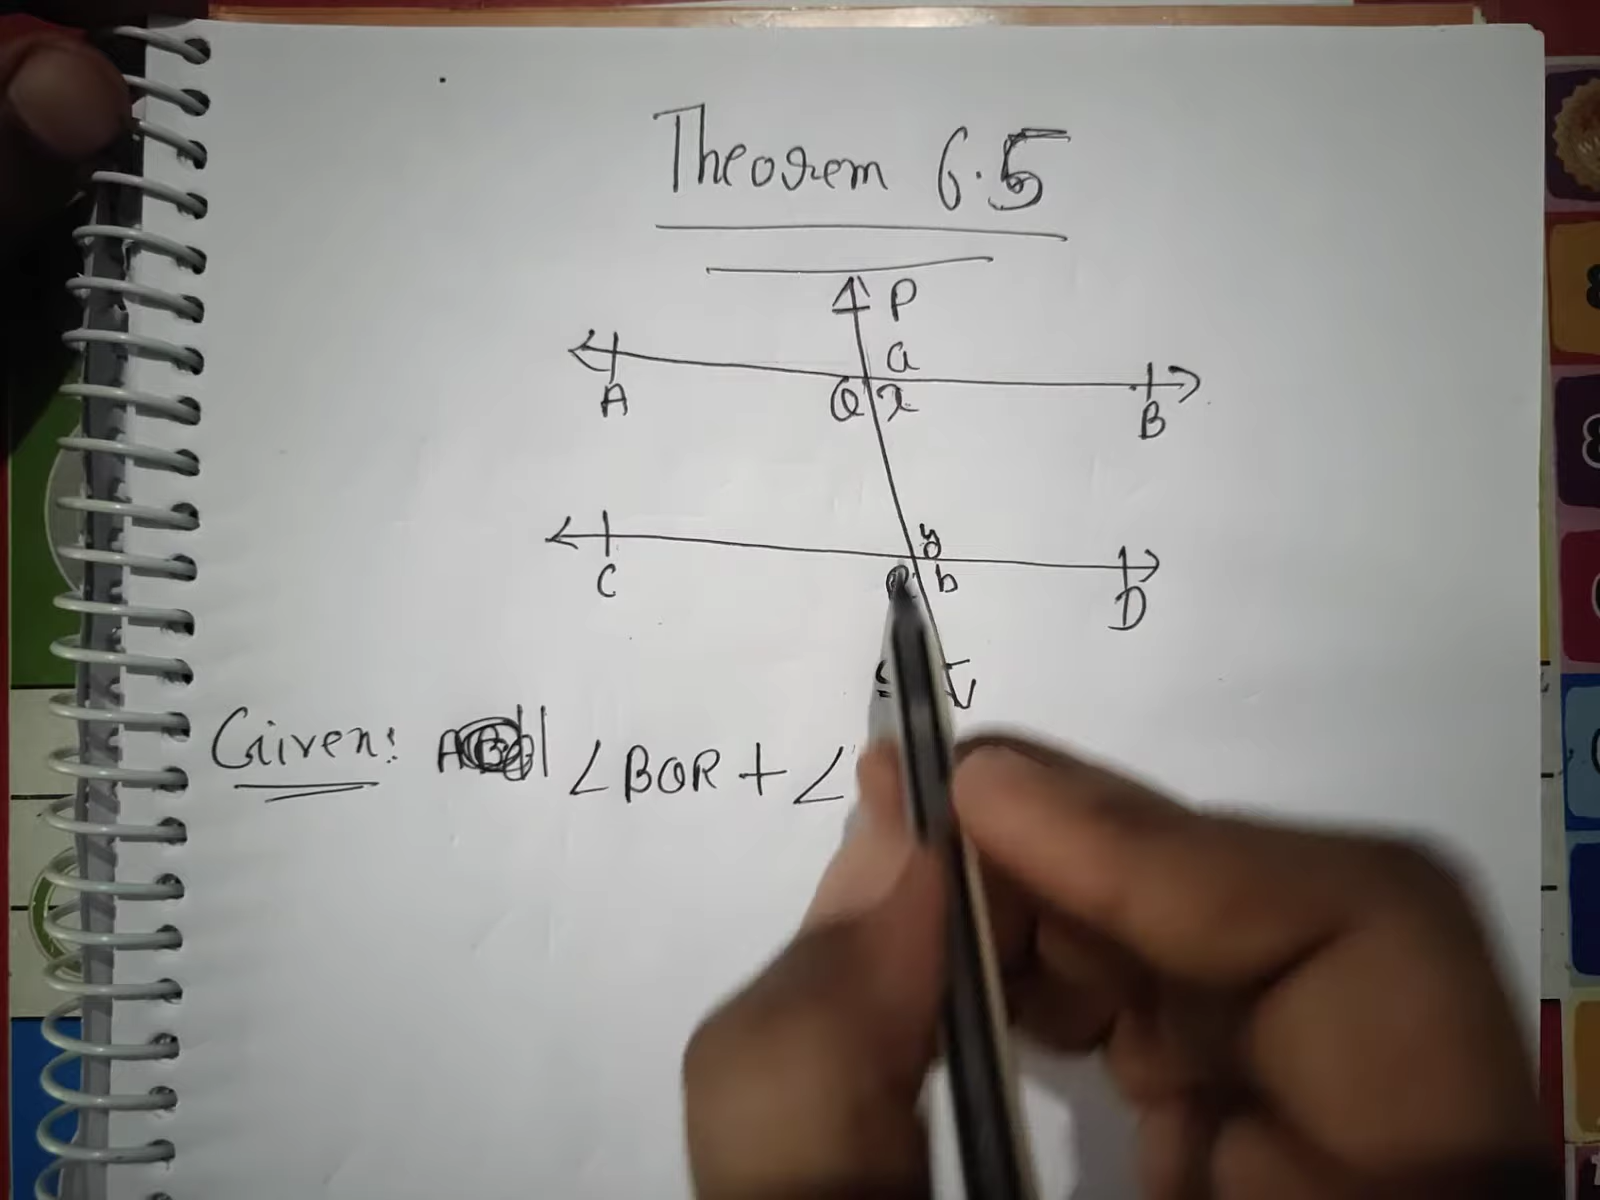 Theorem 6.5
P
a
A Q x B
y
C b D
Given: ∠BQR + ∠